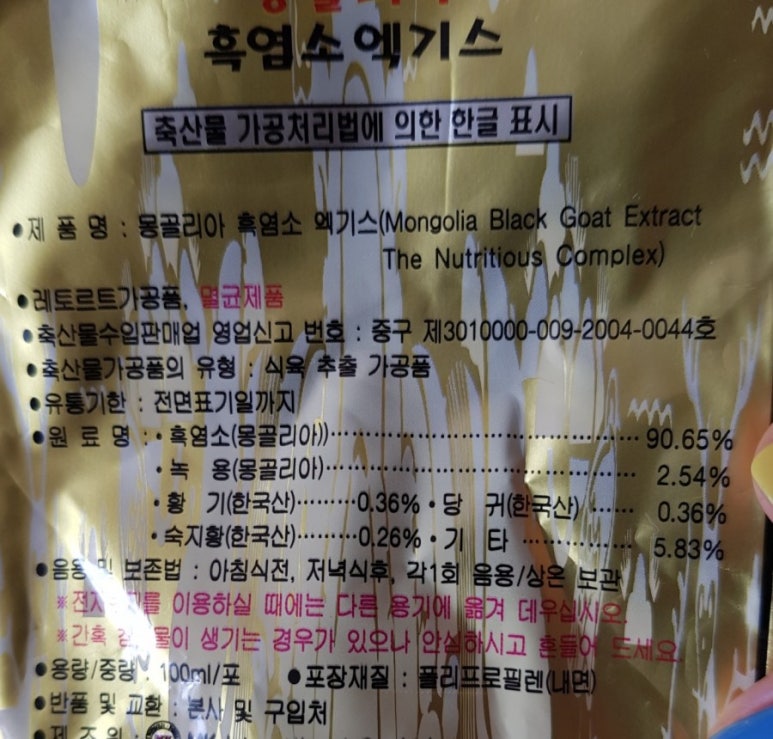 흑염소엑기스
축산물 가공처리법에 의한 한글 표시
•제 품 명 : 몽골리아 흑염소 엑기스(Mongolia Black Goat Extract
The Nutritious Complex)
•레토르트가공품, 멸균제품
•축산물수입판매업 영업신고 번호 : 중구 제3010000-009-2004-0044호
•축산물가공품의 유형 : 식육 추출 가공품
•유통기한 : 전면표기일까지
•원 료 명 : •흑염소(몽골리아))······ 90.65%
•녹 용(몽골리아)······ 2.54%
•황 기(한국산)······0.36% •당 귀(한국산) ······ 0.36%
•숙지황(한국산)······0.26% •기 타 ······ 5.83%
•음용 및 보존법 : 아침식전, 저녁식후, 각1회 음용/상온 보관
※전자 를 이용하실 때에는 다른 용기에 옮겨 데우십시오.
※간혹 물이 생기는 경우가 있으나 안심하시고 흔들어 드세요.
•용량/중량 : 100ml/포 •포장재질 : 폴리프로필렌(내면)
•반품 및 교환 : 본사 및 구입처
•제 조 원 :